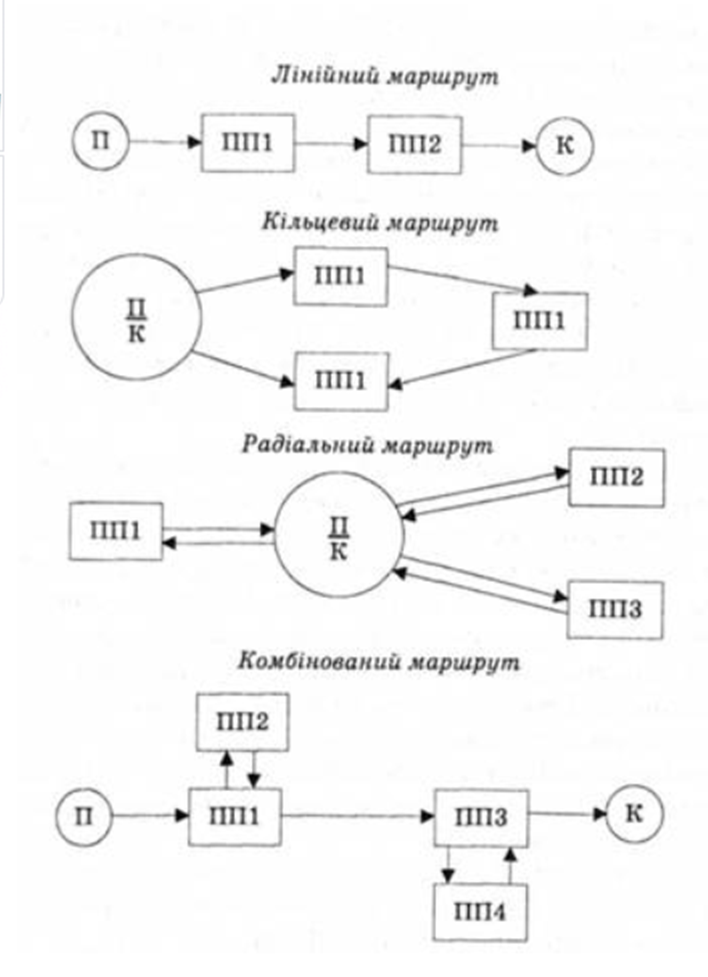 Лінійний маршрут
П ПП1 ПП2 К
Кільцевий маршрут
ПП1
П
К
ПП1
ПП1
Радіальний маршрут
ПП2
ПП1
П
К
ПП3
Комбінований маршрут
ПП2
П ПП1 ПП3 К
ПП4